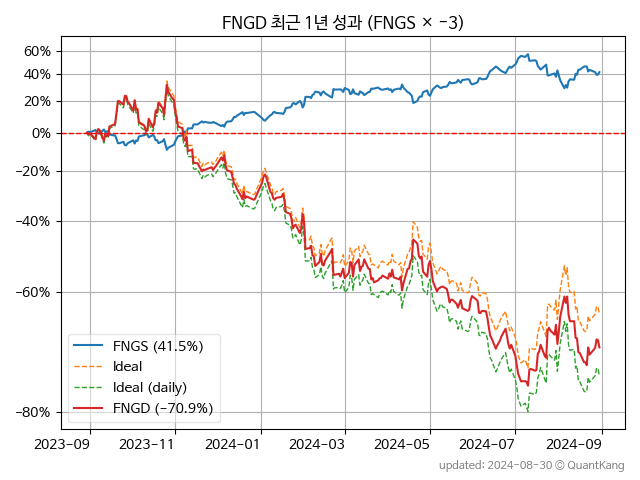 FNGD 최근 1년 성과 (FNGS × −3)
60%
40%
20%
0%
−20%
−40%
−60%
−80%
FNGS (41.5%)
Ideal
Ideal (daily)
FNGD (−70.9%)
2023−09 2023−11 2024−01 2024−03 2024−05 2024−07 2024−09
updated: 2024−08−30 © QuantKang